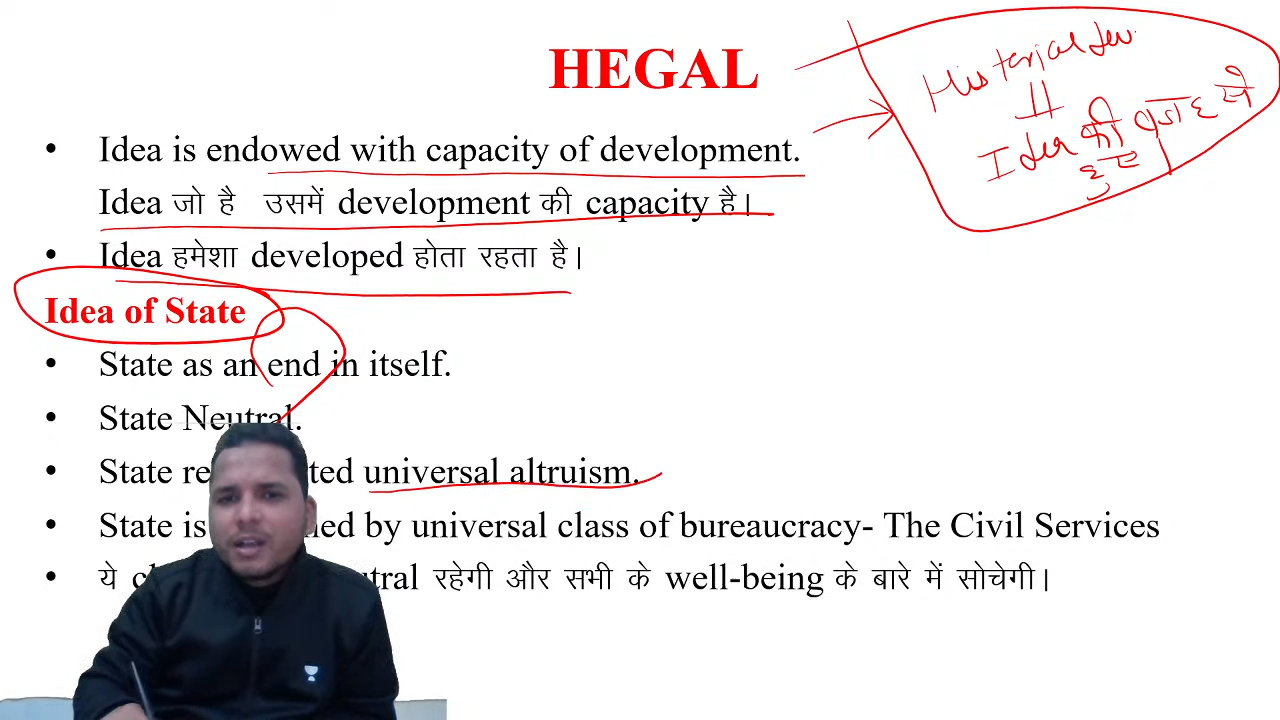 HEGAL
Historical dev.
Idea की वजह से
हुए
• Idea is endowed with capacity of development.
Idea जो है उसमें development की capacity है।
• Idea हमेशा developed होता रहता है।
Idea of State
• State as an end in itself.
• State Neutral.
• State universal altruism.
• State is by universal class of bureaucracy- The Civil Services
• ये रहेगी और सभी के well-being के बारे में सोचेगी।